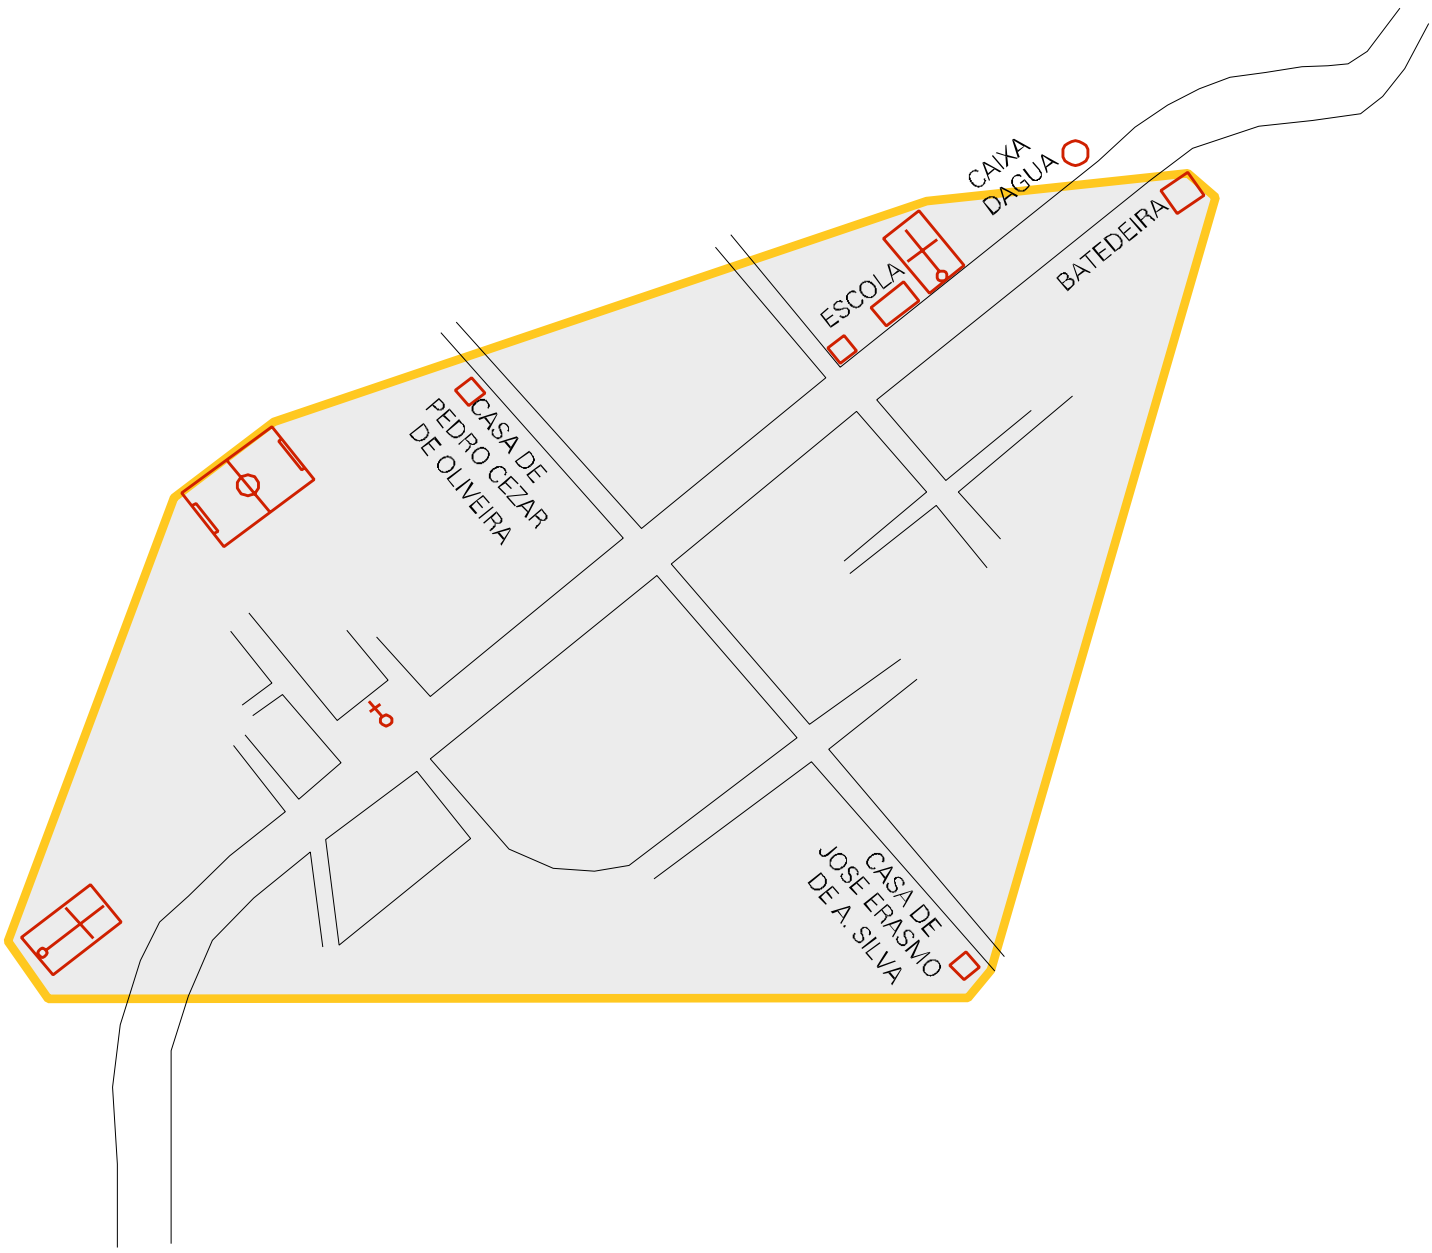 CAIXA
DAGUA
BATEDEIRA
ESCOLA
CASA DE
PEDRO CEZAR
DE OLIVEIRA
CASA DE
JOSE ERASMO
DE A. SILVA